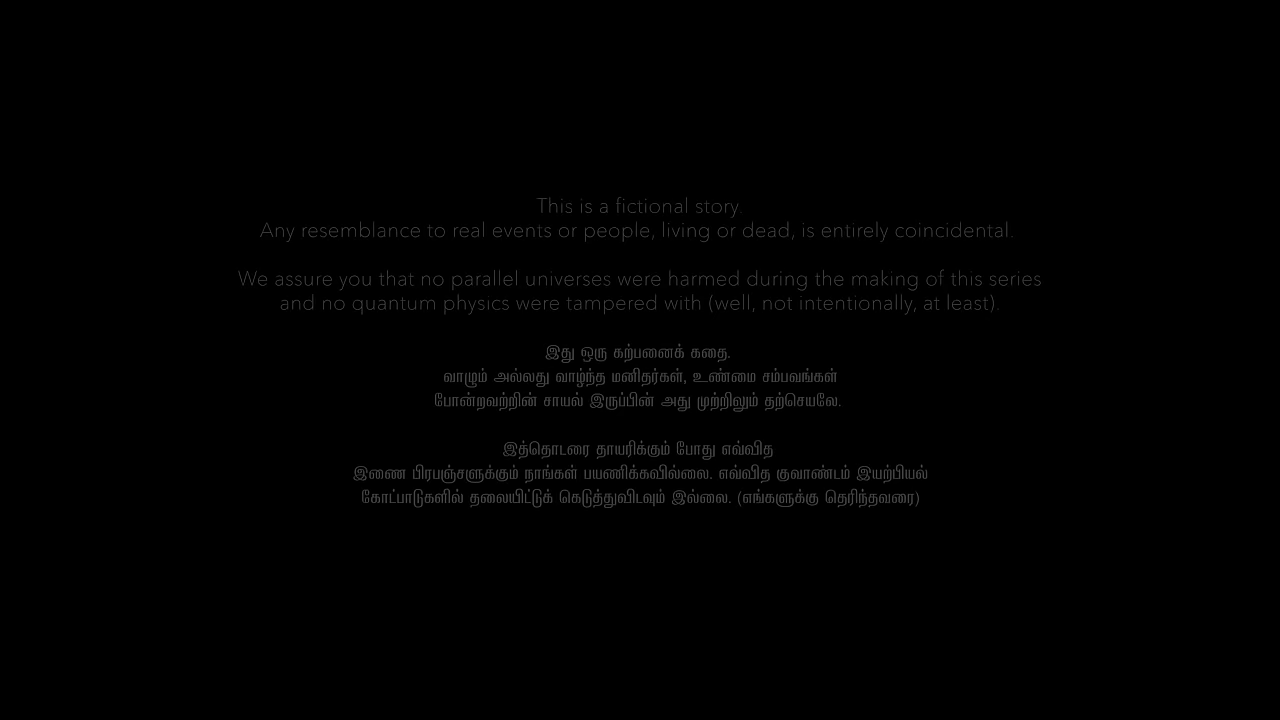 This is a fictional story.
Any resemblance to real events or people, living or dead, is entirely coincidental.
We assure you that no parallel universes were harmed during the making of this series
and no quantum physics were tampered with (well, not intentionally, at least).
இது ஒரு கற்பனைக் கதை.
வாழும் அல்லது வாழ்ந்த மனிதர்கள், உண்மை சம்பவங்கள்
போன்றவற்றின் சாயல் இருப்பின் அது முற்றிலும் தற்செயலே.
இத்தொடரை தாயரிக்கும் போது எவ்வித
இணை பிரபஞ்சளுக்கும் நாங்கள் பயணிக்கவில்லை. எவ்வித குவாண்டம் இயற்பியல்
கோட்பாடுகளில் தலையிட்டுக் கெடுத்துவிடவும் இல்லை. (எங்களுக்கு தெரிந்தவரை)